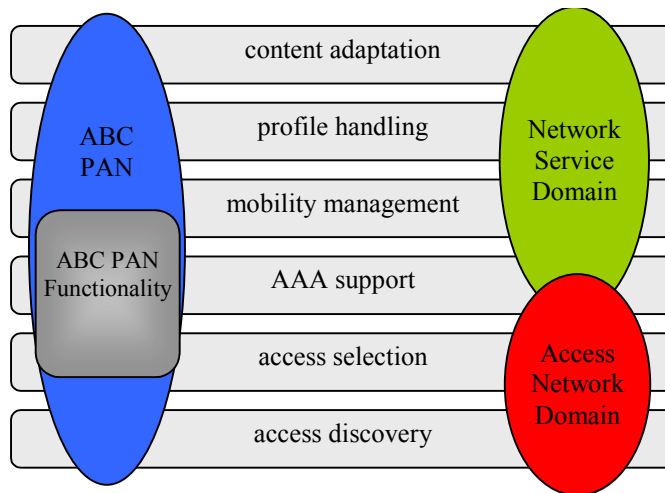 content adaptation
profile handling
mobility management
AAA support
access selection
access discovery
ABC
PAN
ABC PAN
Functionality
Network
Service
Domain
Access
Network
Domain